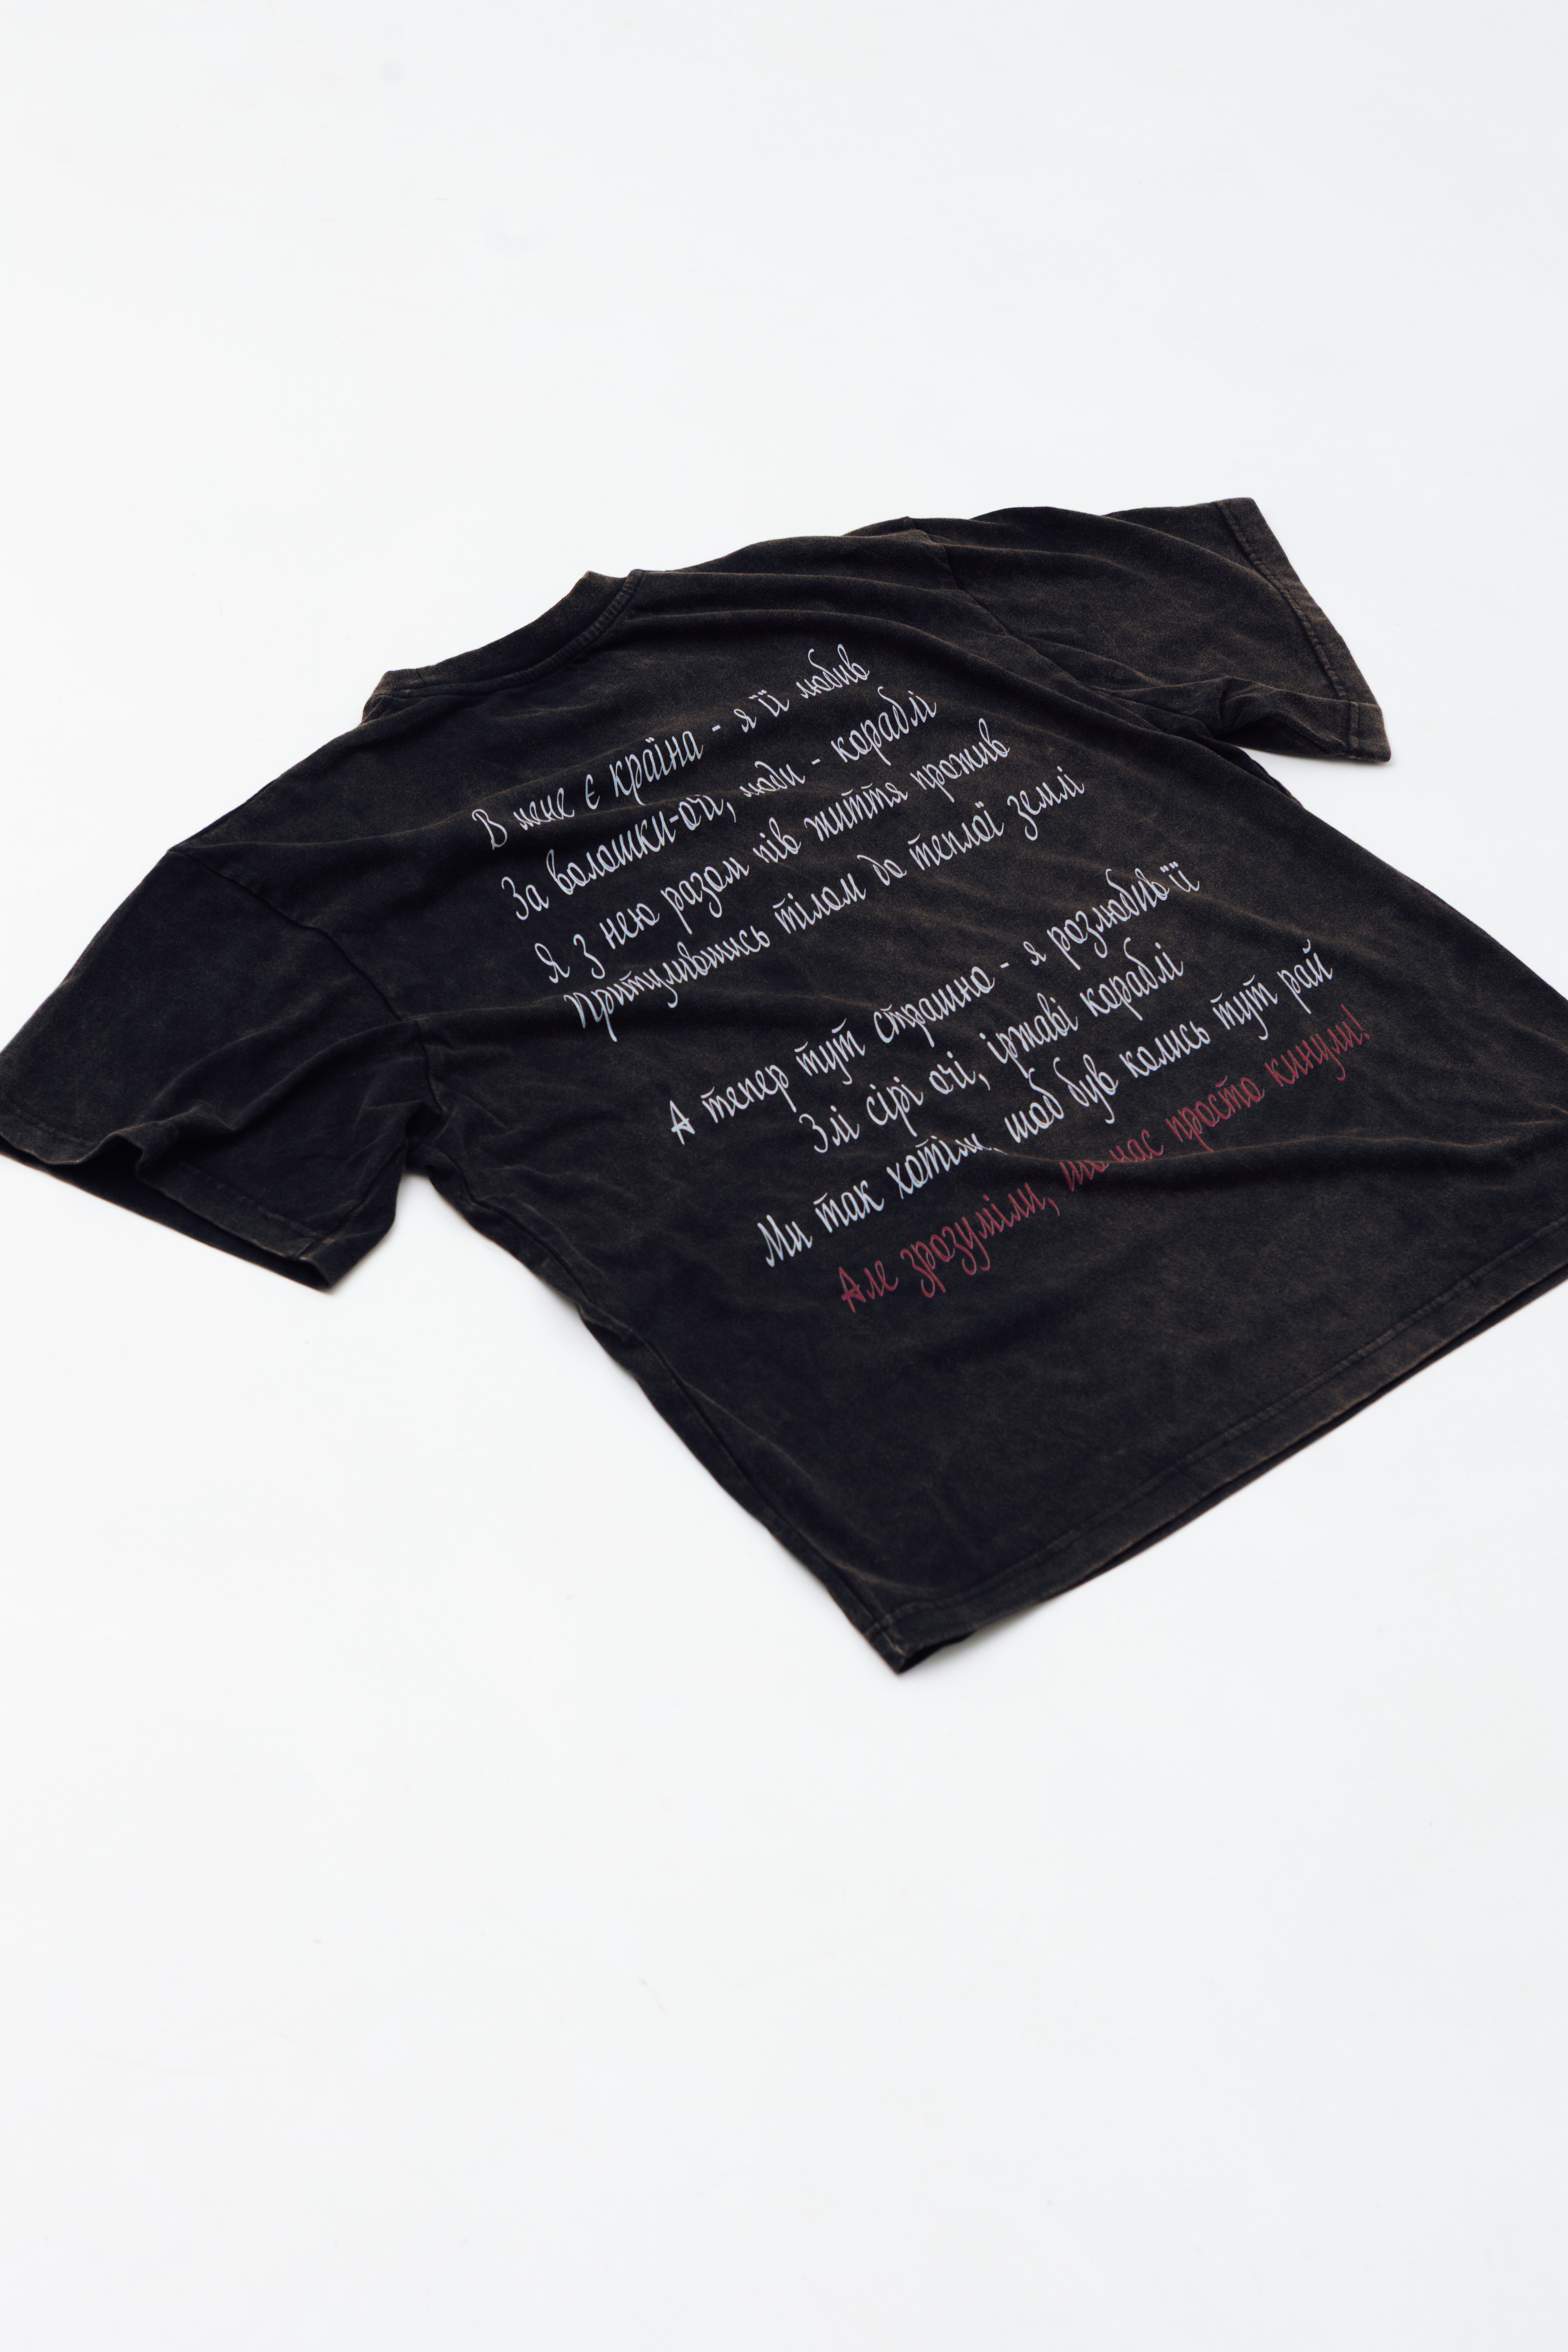 В мене є країна - я її любив
За волошки-очі, люди - кораблі
Я з нею разом пів життя прожив
Притулившись тілом до теплої землі
А тепер тут страшно - я розлюбив її
Злі сірі очі, іржаві кораблі
Ми так хотіли, щоб був колись тут рай
Але зрозуміли, що нас просто кинули!